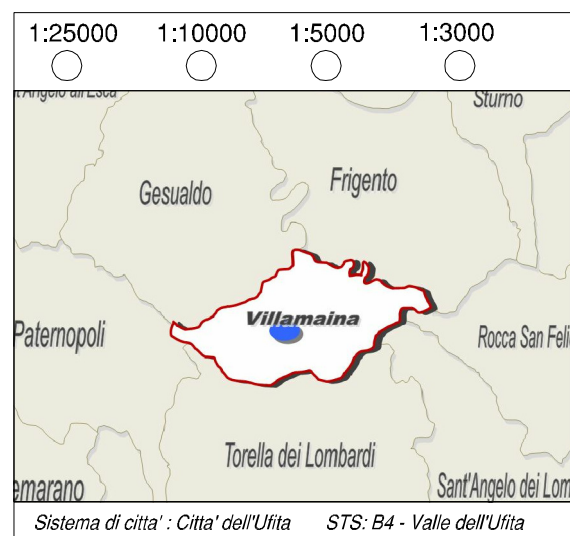 1:25000 1:10000 1:5000 1:3000
Sturno
Gesualdo
Frigento
Villamaina
Paternopoli
Rocca San Felic
Torella dei Lombardi
emarano
Sant'Angelo dei Lom
Sistema di citta' : Citta' dell'Ufita STS: B4 - Valle dell'Ufita